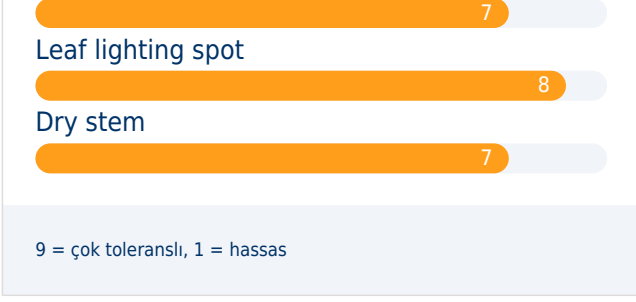 7
Leaf lighting spot
8
Dry stem
7
9 = çok toleranslı, 1 = hassas